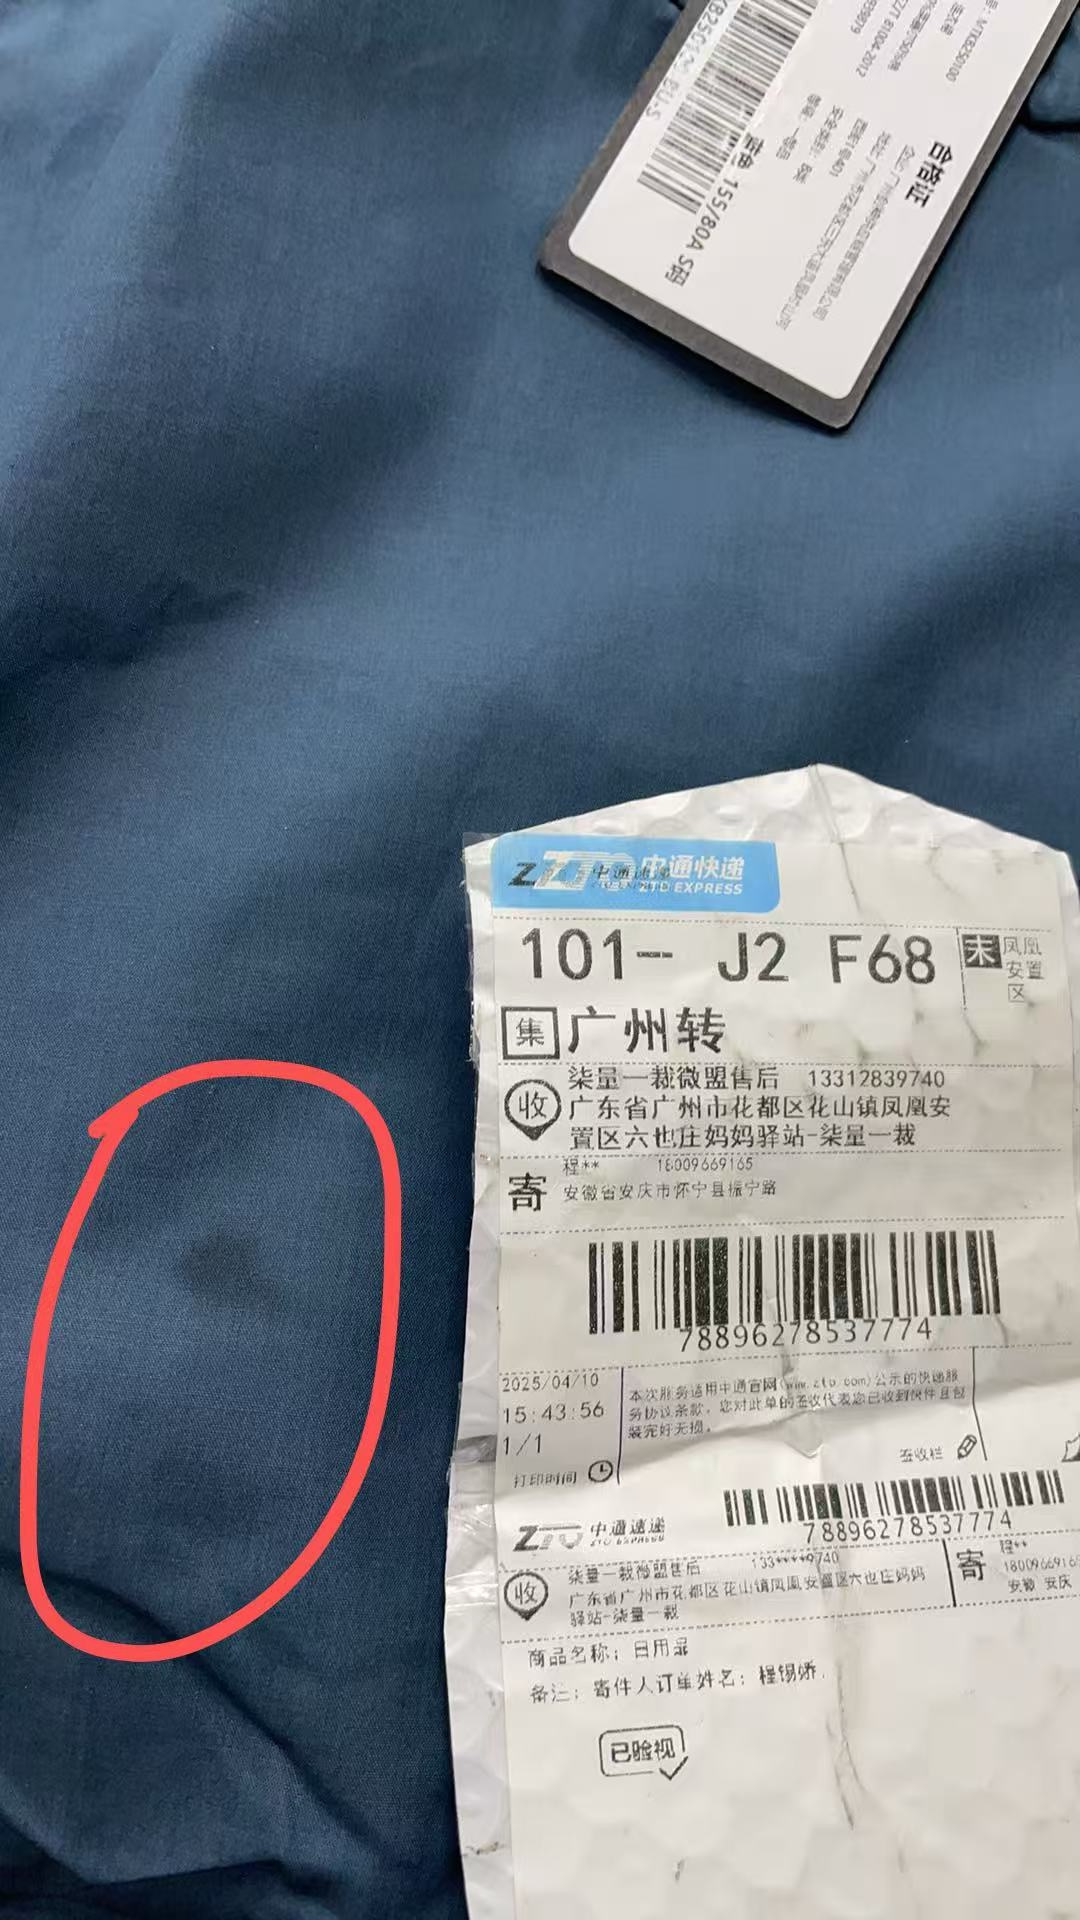 合格证
蓝色 155/80A S码
中通快递
ZTO EXPRESS
101-- J2 F68
末 凤凰安置区
集 广州转
收 柒量一裁微盟售后 13312839740
广东省广州市花都区花山镇凤凰安
置区六也庄妈妈驿站-柒量一裁
寄 程** 18009669165
安徽省安庆市怀宁县振宁路
78896278537774
2025/04/10
15:43:56
1/1
打印时间
本次服务适用中通官网(www.zto.com)公示的快递服
务协议条款。您对此单的签收代表您已收到快件且包
装完好无损。
签收栏
78896278537774
ZTO 中通速递
ZTO EXPRESS
收 柒量一裁微盟售后 133****9740
广东省广州市花都区花山镇凤凰安置区六也庄妈妈
驿站-柒量一裁
寄 程**
1800966916
安徽 安庆
商品名称：日用品
备注：寄件人订单姓名：程锡娇.
已验视